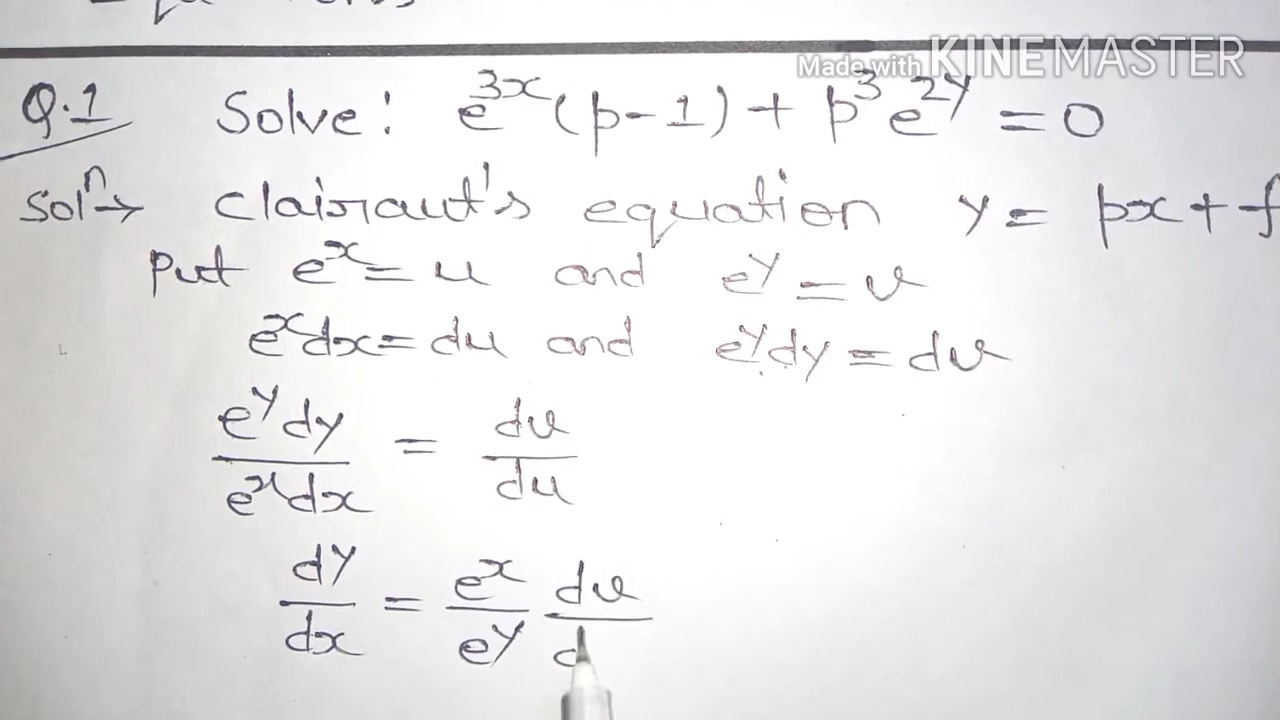 Made with KINEMASTER
Q.1 Solve: e^{3x}(p-1) + p^3 e^{2y} = 0
Sol^n → Clairaut's equation y = px + f
Put e^x = u and e^y = v
e^x dx = du and e^y dy = dv
e^y dy / e^x dx = dv / du
dy / dx = e^x / e^y dv / d